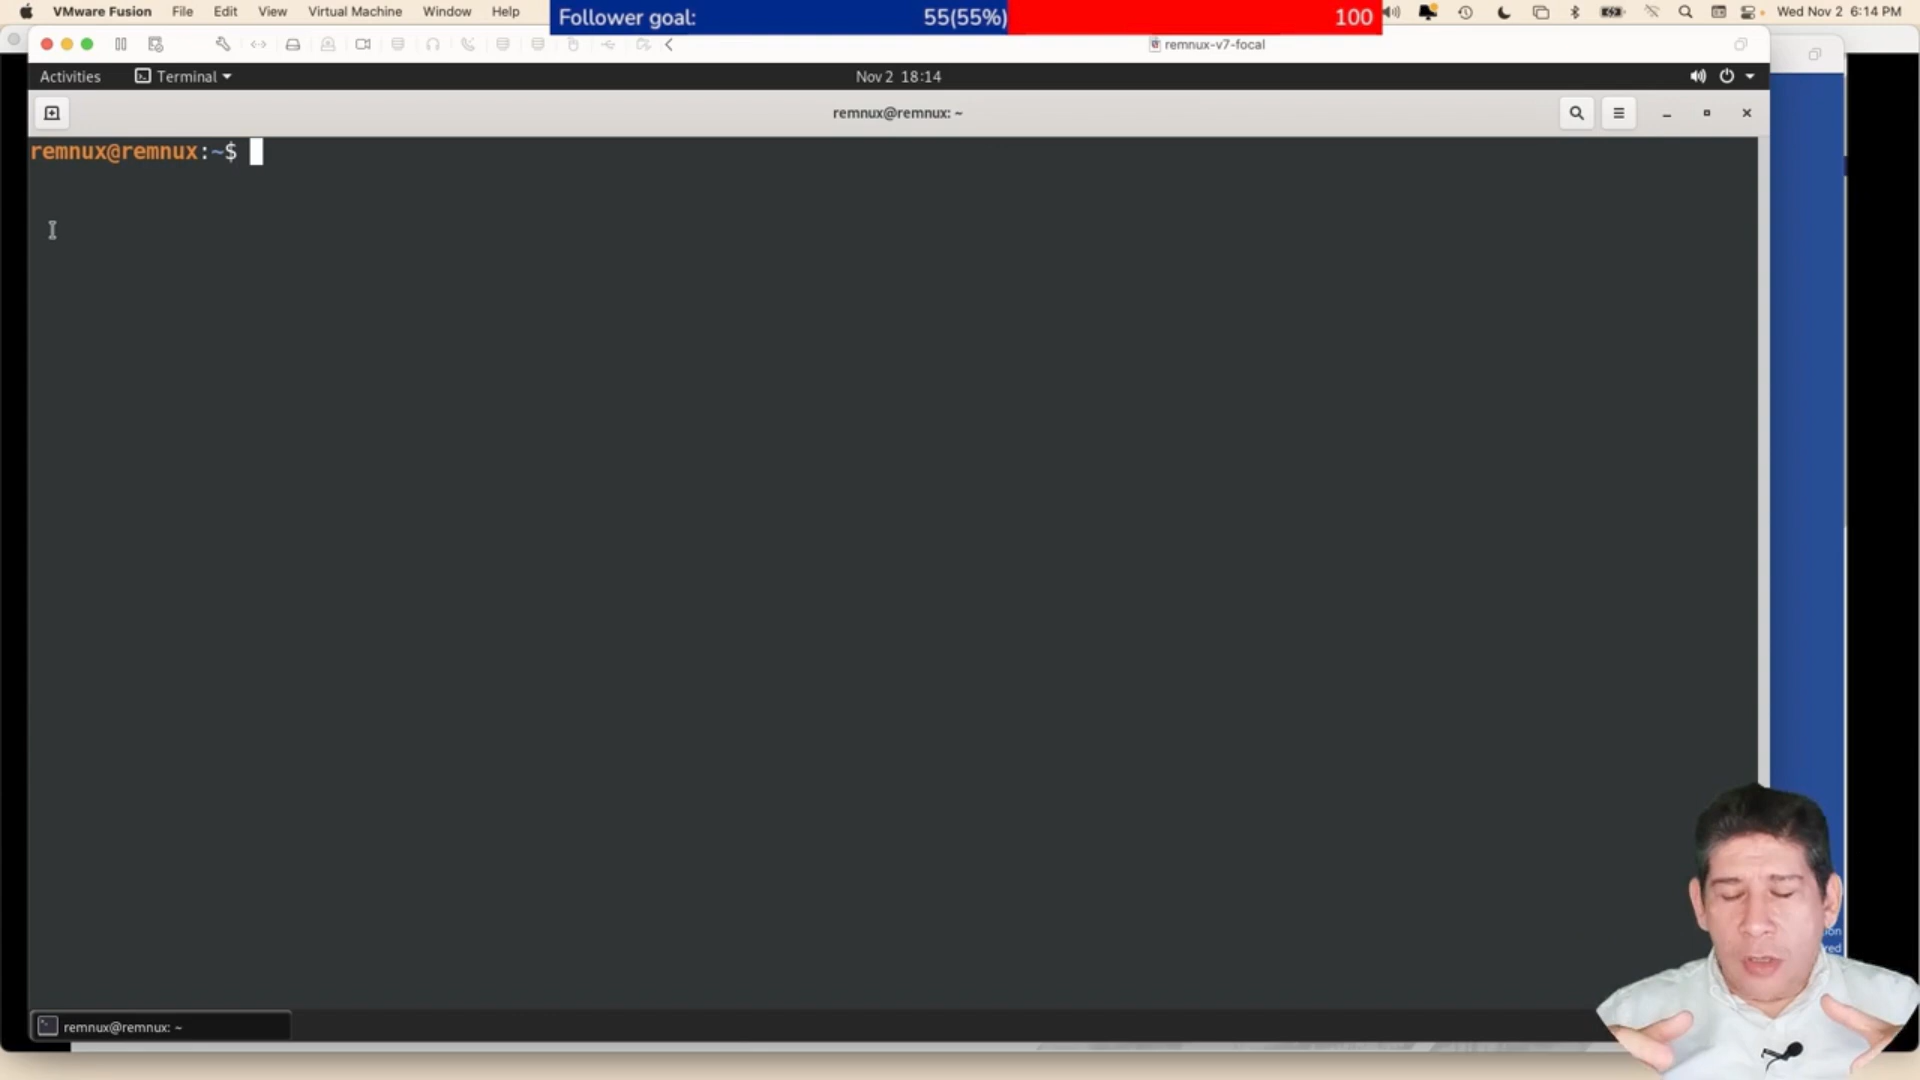 VMware Fusion File Edit View Virtual Machine Window Help
Follower goal: 55(55%) 100
Wed Nov 2 6:14 PM
remnux-v7-focal
Activities Terminal Nov 2 18:14
remnux@remnux: ~
remnux@remnux:~$
remnux@remnux: ~